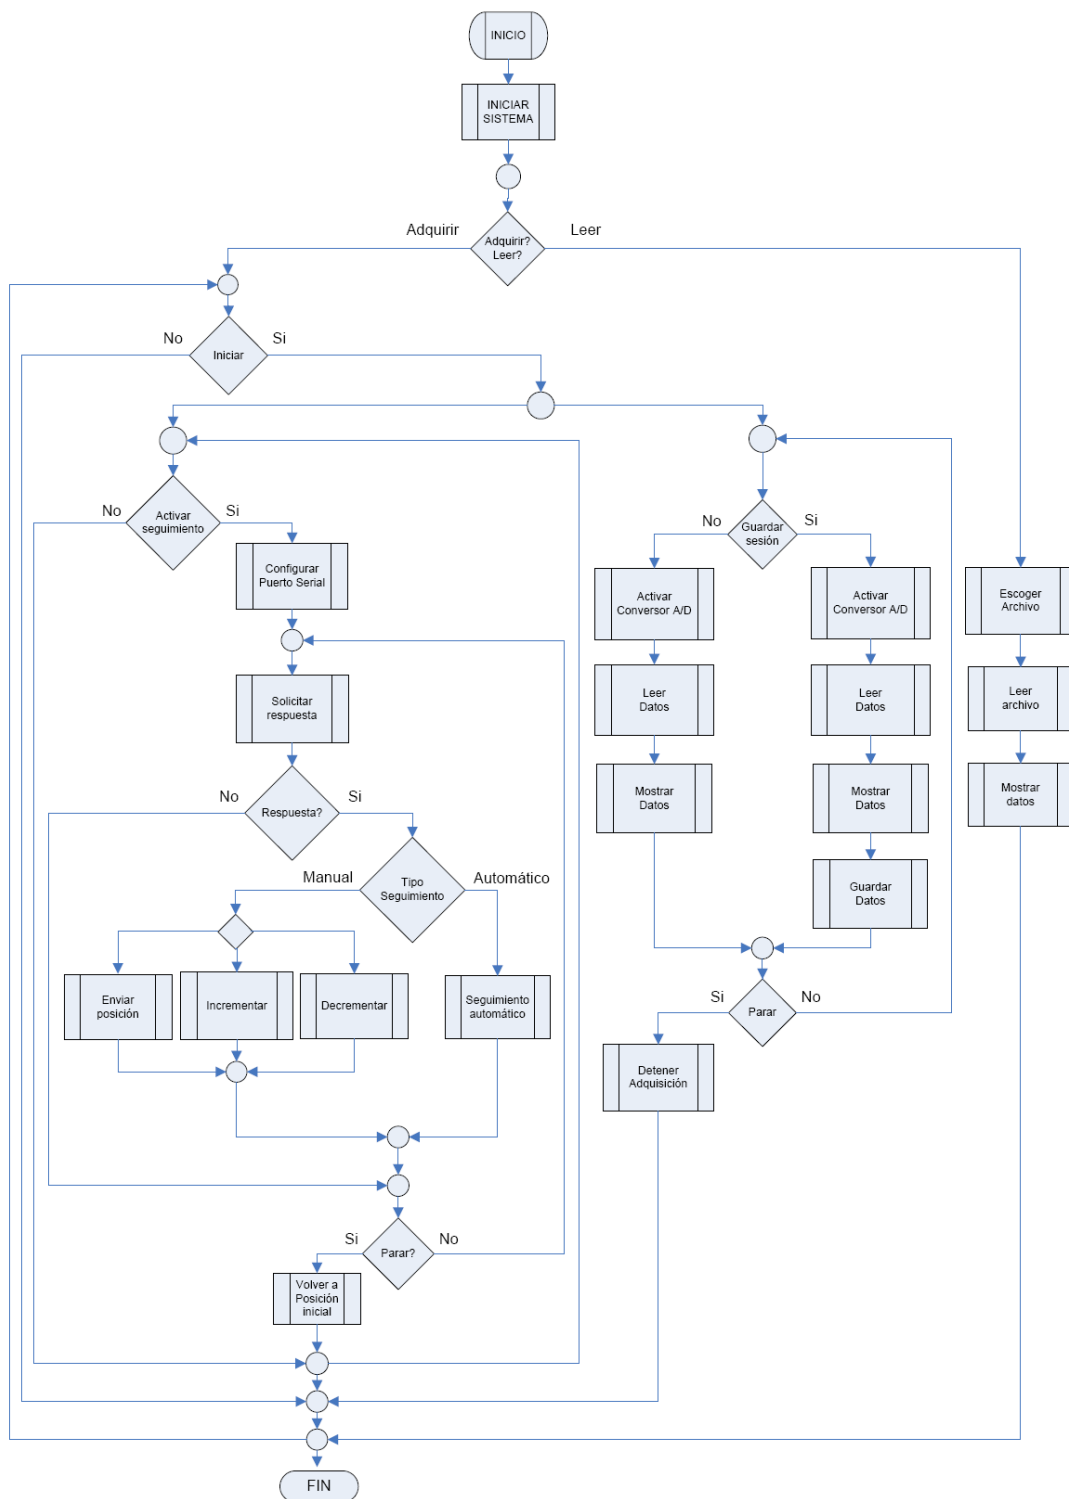 INICIO
INICIAR
SISTEMA
Adquirir
Adquirir?
Leer?
Leer
No
Iniciar
Si
No
Activar
seguimiento
Si
No
Guardar
sesión
Si
Configurar
Puerto Serial
Activar
Conversor A/D
Activar
Conversor A/D
Escoger
Archivo
Solicitar
respuesta
Leer
Datos
Leer
Datos
Leer
archivo
No
Respuesta?
Si
Mostrar
Datos
Mostrar
Datos
Mostrar
datos
Manual
Tipo
Seguimiento
Automático
Guardar
Datos
Enviar
posición
Incrementar
Decrementar
Seguimiento
automático
Si
Parar
No
Detener
Adquisición
Si
Parar?
No
Volver a
Posición
inicial
FIN